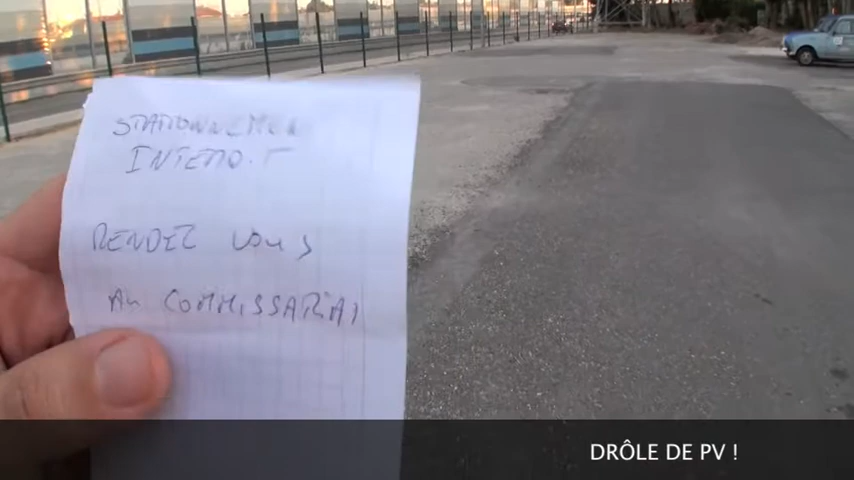 STATIONNEMENT
INTERDIT
RENDEZ VOUS
AU COMMISSARIAT
DRÔLE DE PV !